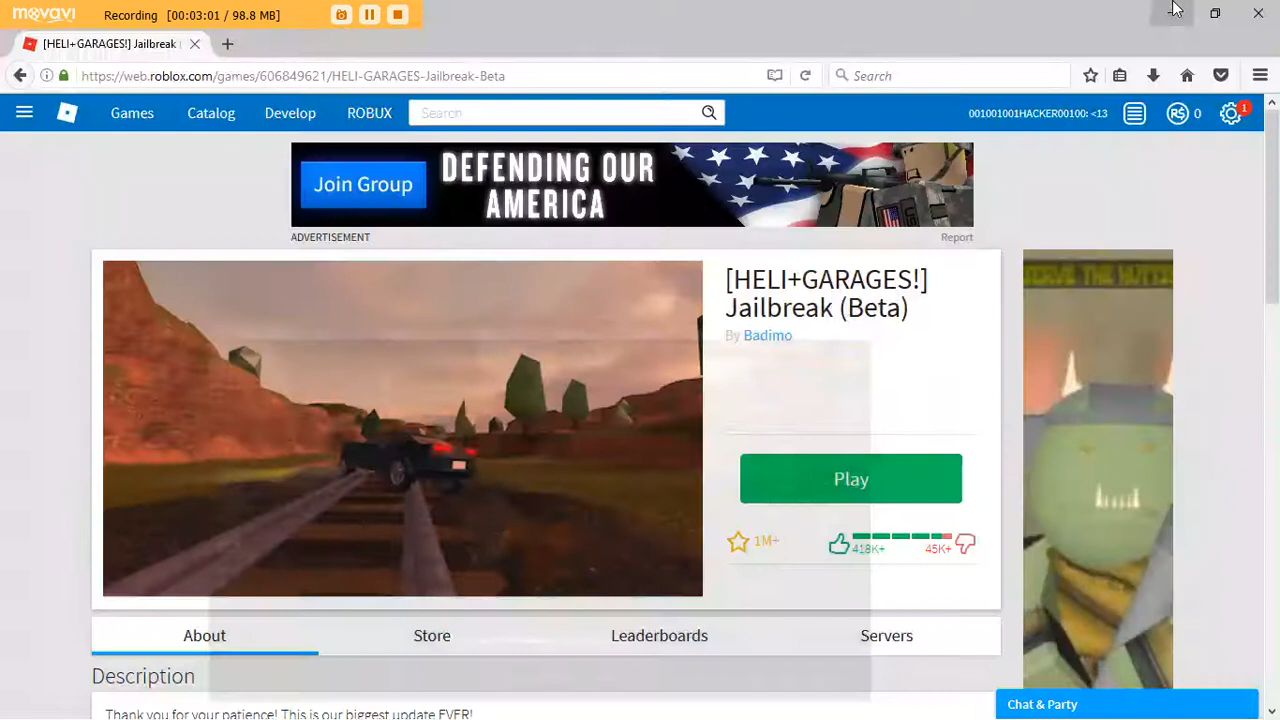 movavi
Recording [00:03:01 / 98.8 MB]
[HELI+GARAGES!] Jailbreak
https://web.roblox.com/games/606849621/HELI-GARAGES-Jailbreak-Beta
Search
Games
Catalog
Develop
ROBUX
Search
001001001HACKER00100: <13
R$ 0
1
Join Group
DEFENDING OUR
AMERICA
US
ADVERTISEMENT
Report
[HELI+GARAGES!]
Jailbreak (Beta)
By Badimo
Play
1M+
418K+
45K+
About
Store
Leaderboards
Servers
Description
Thank you for your patience! This is our biggest update EVER!
Chat & Party